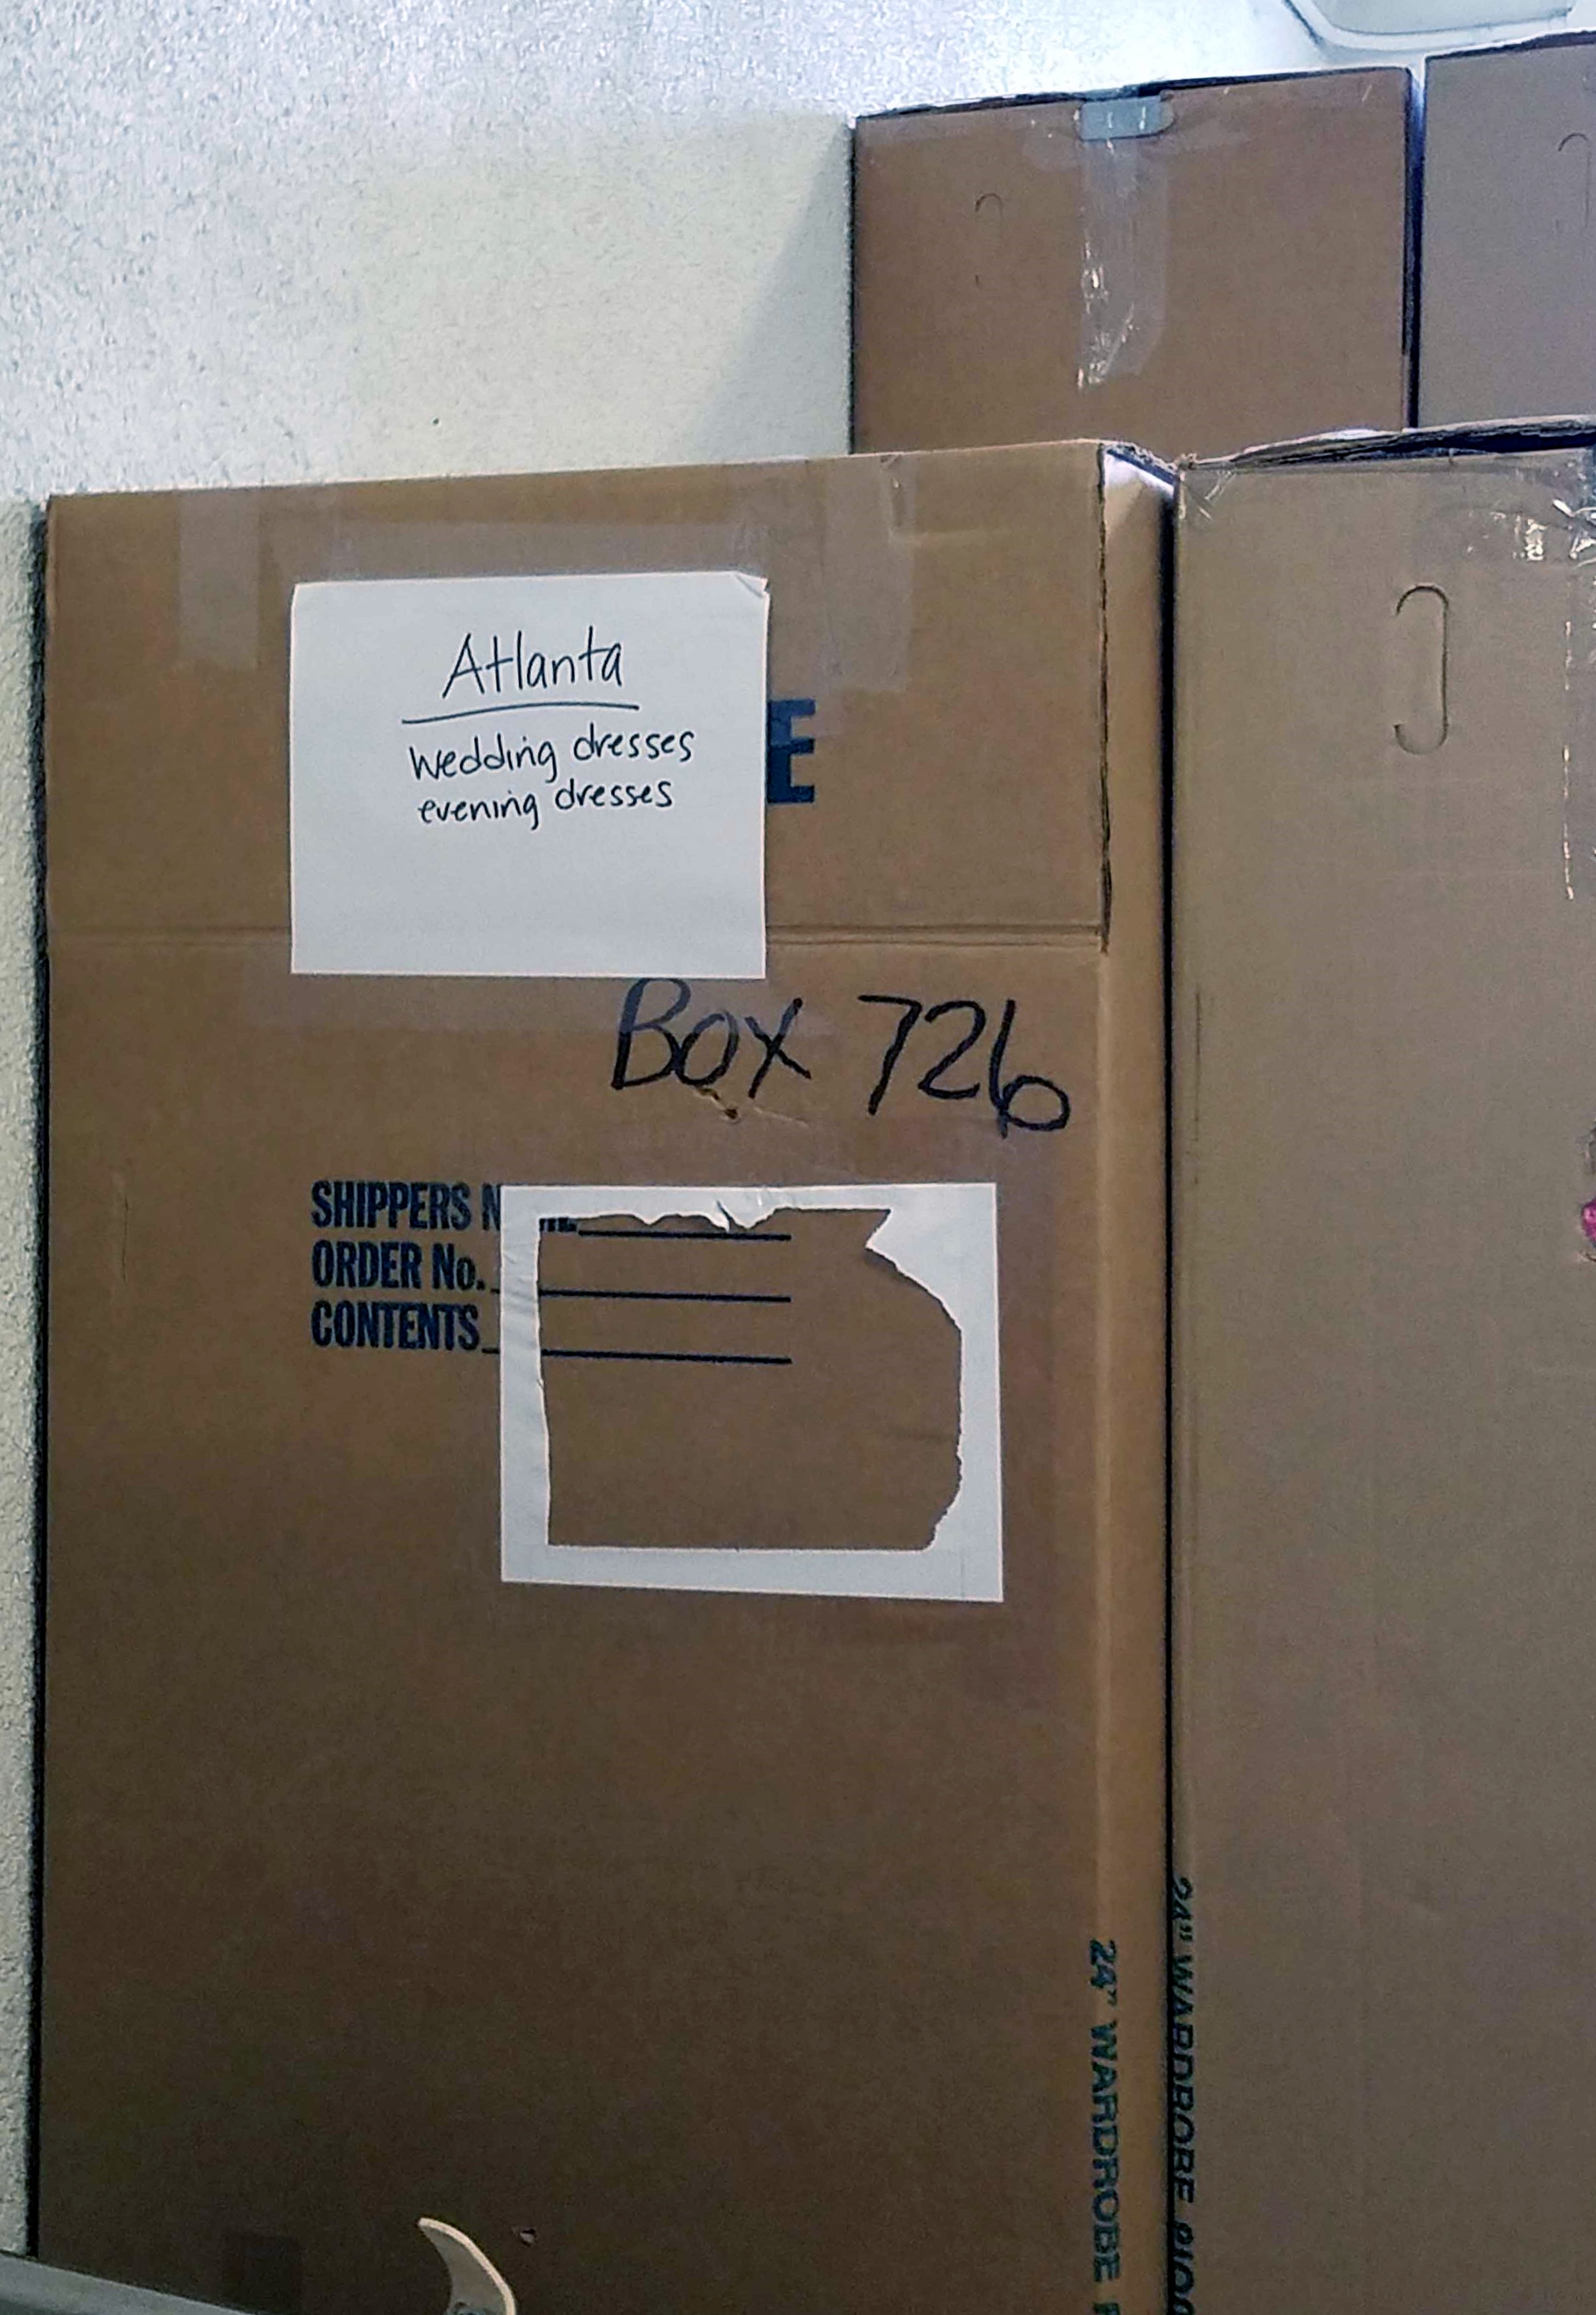 Atlanta
wedding dresses
evening dresses
E
Box 726
SHIPPERS N
ORDER No.
CONTENTS
24" WARDROBE
24" WARDROBE